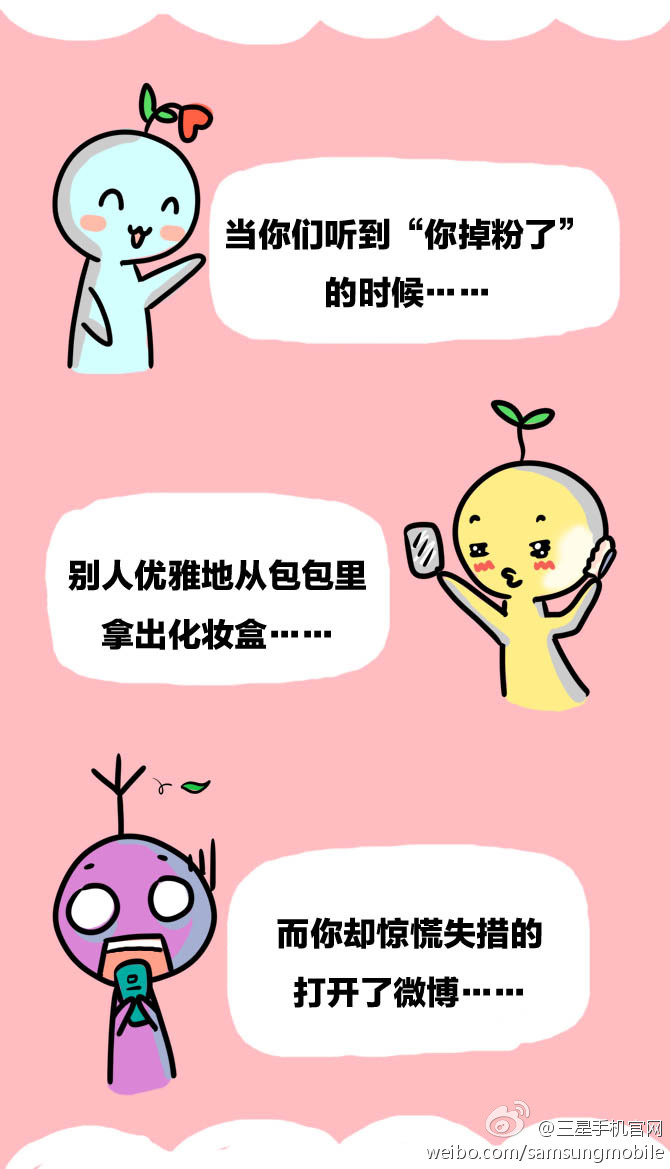 当你们听到“你掉粉了”
的时候……
别人优雅地从包包里
拿出化妆盒……
而你却惊慌失措的
打开了微博……
@三星手机官网
weibo.com/samsungmobile